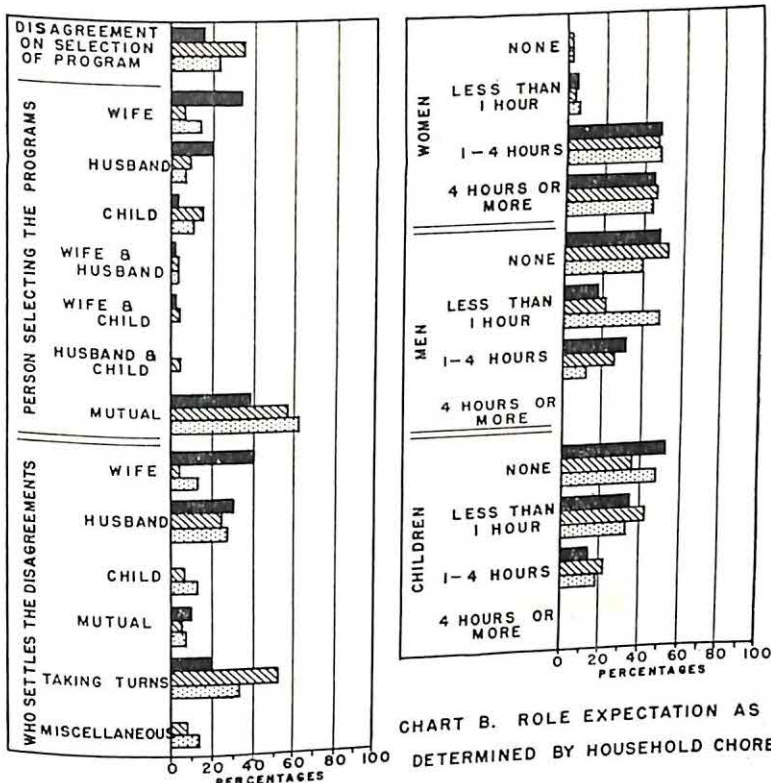 DISAGREEMENT
ON SELECTION
OF PROGRAM
PERSON SELECTING THE PROGRAMS
WIFE
HUSBAND
CHILD
WIFE &
HUSBAND
WIFE &
CHILD
HUSBAND &
CHILD
MUTUAL
WHO SETTLES THE DISAGREEMENTS
WIFE
HUSBAND
CHILD
MUTUAL
TAKING TURNS
MISCELLANEOUS
0 20 40 60 80 100
PERCENTAGES
WOMEN
NONE
LESS THAN
1 HOUR
1-4 HOURS
4 HOURS OR
MORE
MEN
NONE
LESS THAN
1 HOUR
1-4 HOURS
4 HOURS OR
MORE
CHILDREN
NONE
LESS THAN
1 HOUR
1-4 HOURS
4 HOURS OR
MORE
0 20 40 60 80 100
PERCENTAGES
CHART B. ROLE EXPECTATION AS
DETERMINED BY HOUSEHOLD CHORE